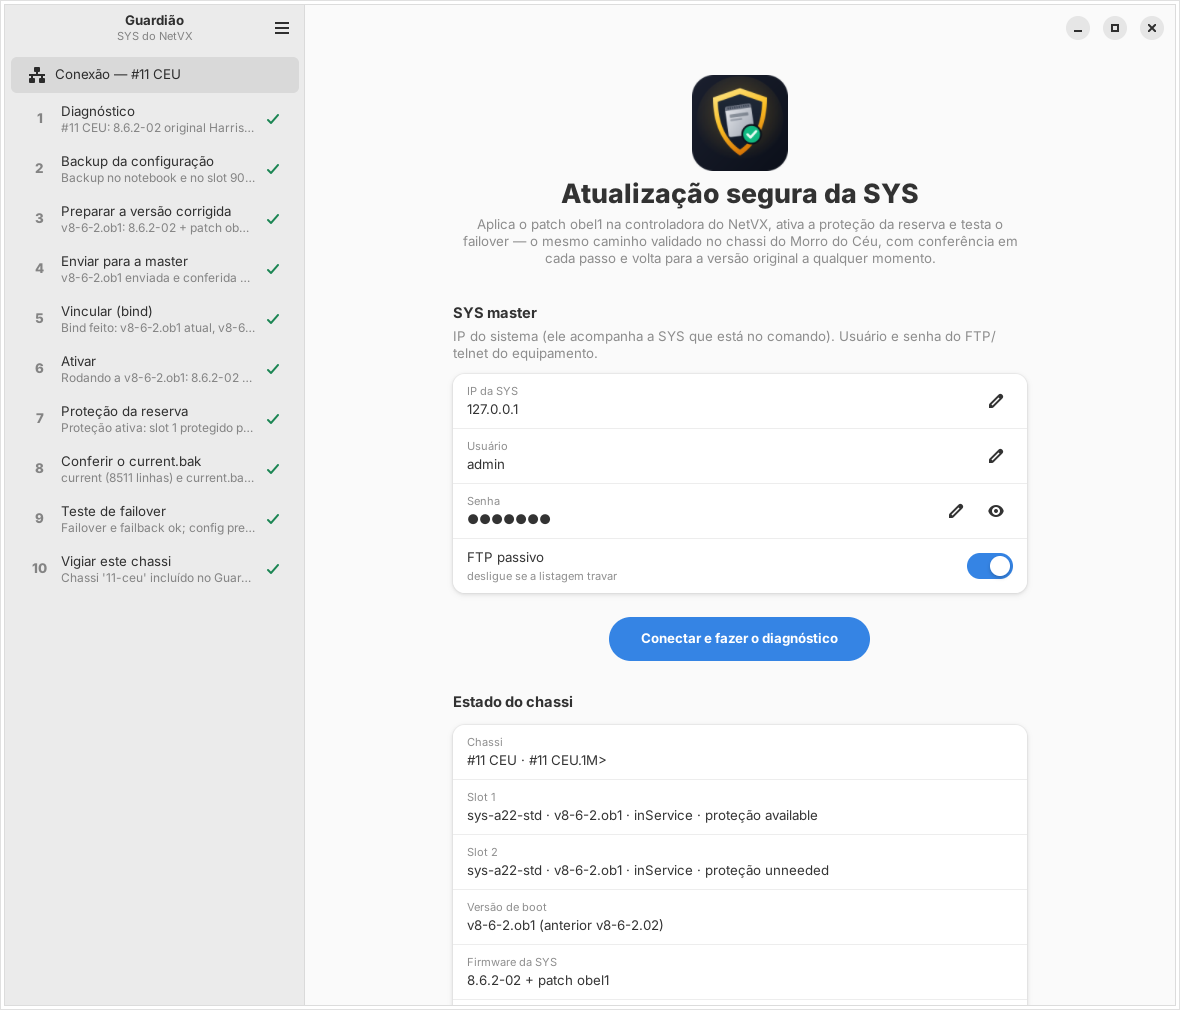 Guardião
SYS do NetVX
Conexão — #11 CEU
1
Diagnóstico
#11 CEU: 8.6.2-02 original Harris...
2
Backup da configuração
Backup no notebook e no slot 90...
3
Preparar a versão corrigida
v8-6-2.ob1: 8.6.2-02 + patch ob...
4
Enviar para a master
v8-6-2.ob1 enviada e conferida ...
5
Vincular (bind)
Bind feito: v8-6-2.ob1 atual, v8-6...
6
Ativar
Rodando a v8-6-2.ob1: 8.6.2-02 ...
7
Proteção da reserva
Proteção ativa: slot 1 protegido p...
8
Conferir o current.bak
current (8511 linhas) e current.ba...
9
Teste de failover
Failover e failback ok; config pre...
10
Vigiar este chassi
Chassi '11-ceu' incluído no Guar...
Atualização segura da SYS
Aplica o patch obel1 na controladora do NetVX, ativa a proteção da reserva e testa o
failover — o mesmo caminho validado no chassi do Morro do Céu, com conferência em
cada passo e volta para a versão original a qualquer momento.
SYS master
IP do sistema (ele acompanha a SYS que está no comando). Usuário e senha do FTP/
telnet do equipamento.
IP da SYS
127.0.0.1
Usuário
admin
Senha
●●●●●●●
FTP passivo
desligue se a listagem travar
Conectar e fazer o diagnóstico
Estado do chassi
Chassi
#11 CEU · #11 CEU.1M>
Slot 1
sys-a22-std · v8-6-2.ob1 · inService · proteção available
Slot 2
sys-a22-std · v8-6-2.ob1 · inService · proteção unneeded
Versão de boot
v8-6-2.ob1 (anterior v8-6-2.02)
Firmware da SYS
8.6.2-02 + patch obel1